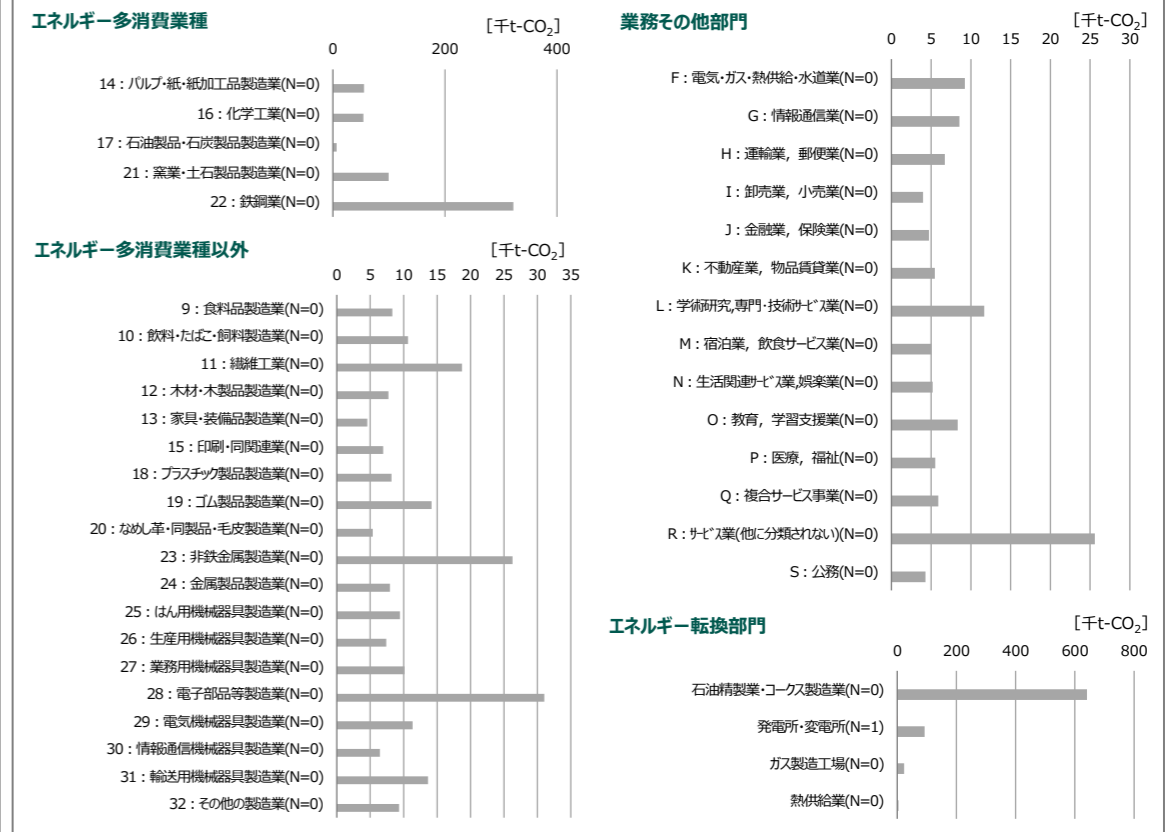 エネルギー多消費業種
[千t-CO₂]
0 200 400
14：パルプ・紙・紙加工品製造業(N=0)
16：化学工業(N=0)
17：石油製品・石炭製品製造業(N=0)
21：窯業・土石製品製造業(N=0)
22：鉄鋼業(N=0)
エネルギー多消費業種以外
[千t-CO₂]
0 5 10 15 20 25 30 35
9：食料品製造業(N=0)
10：飲料・たばこ・飼料製造業(N=0)
11：繊維工業(N=0)
12：木材・木製品製造業(N=0)
13：家具・装備品製造業(N=0)
15：印刷・同関連業(N=0)
18：プラスチック製品製造業(N=0)
19：ゴム製品製造業(N=0)
20：なめし革・同製品・毛皮製造業(N=0)
23：非鉄金属製造業(N=0)
24：金属製品製造業(N=0)
25：はん用機械器具製造業(N=0)
26：生産用機械器具製造業(N=0)
27：業務用機械器具製造業(N=0)
28：電子部品等製造業(N=0)
29：電気機械器具製造業(N=0)
30：情報通信機械器具製造業(N=0)
31：輸送用機械器具製造業(N=0)
32：その他の製造業(N=0)
業務その他部門
[千t-CO₂]
0 5 10 15 20 25 30
F：電気・ガス・熱供給・水道業(N=0)
G：情報通信業(N=0)
H：運輸業，郵便業(N=0)
I：卸売業，小売業(N=0)
J：金融業，保険業(N=0)
K：不動産業，物品賃貸業(N=0)
L：学術研究,専門・技術ｻｰﾋﾞｽ業(N=0)
M：宿泊業，飲食サービス業(N=0)
N：生活関連ｻｰﾋﾞｽ業,娯楽業(N=0)
O：教育，学習支援業(N=0)
P：医療，福祉(N=0)
Q：複合サービス事業(N=0)
R：ｻｰﾋﾞｽ業(他に分類されない)(N=0)
S：公務(N=0)
エネルギー転換部門
[千t-CO₂]
0 200 400 600 800
石油精製業・コークス製造業(N=0)
発電所・変電所(N=1)
ガス製造工場(N=0)
熱供給業(N=0)